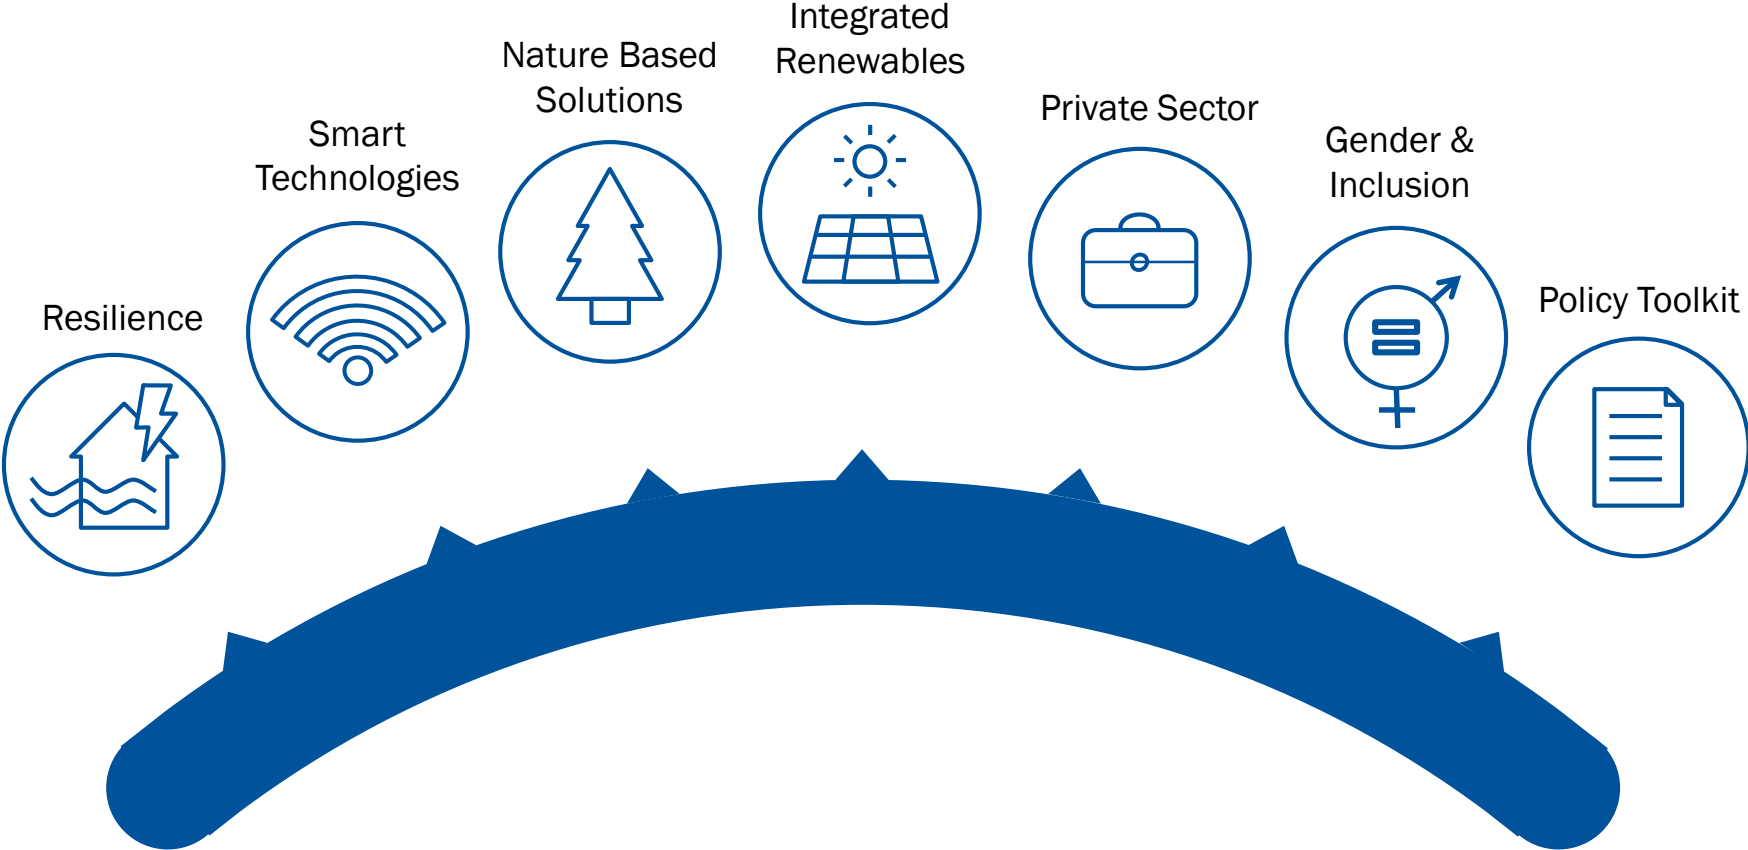 Resilience
Smart
Technologies
Nature Based
Solutions
Integrated
Renewables
Private Sector
Gender &
Inclusion
Policy Toolkit